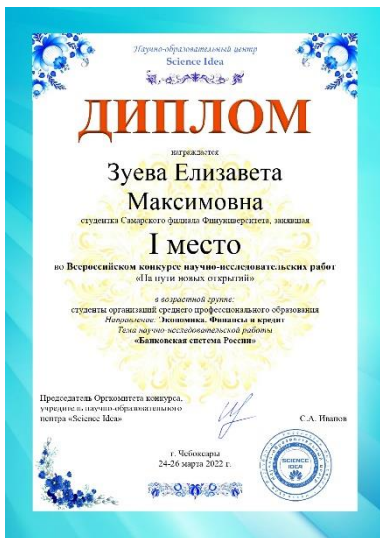 Научно-образовательный центр
Science Idea
ДИПЛОМ
награждается
Зуева Елизавета
Максимовна
студентка Самарского филиала Финуниверситета, занявшая
I место
во Всероссийском конкурсе научно-исследовательских работ
«На пути новых открытий»
в возрастной группе:
студенты организаций среднего профессионального образования
Направление: Экономика. Финансы и кредит
Тема научно-исследовательской работы
«Банковская система России»
Председатель Оргкомитета конкурса,
учредитель научно-образовательного
центра «Science Idea»
С.А. Иванов
г. Чебоксары
24-26 марта 2022 г.
SCIENCE
IDEA